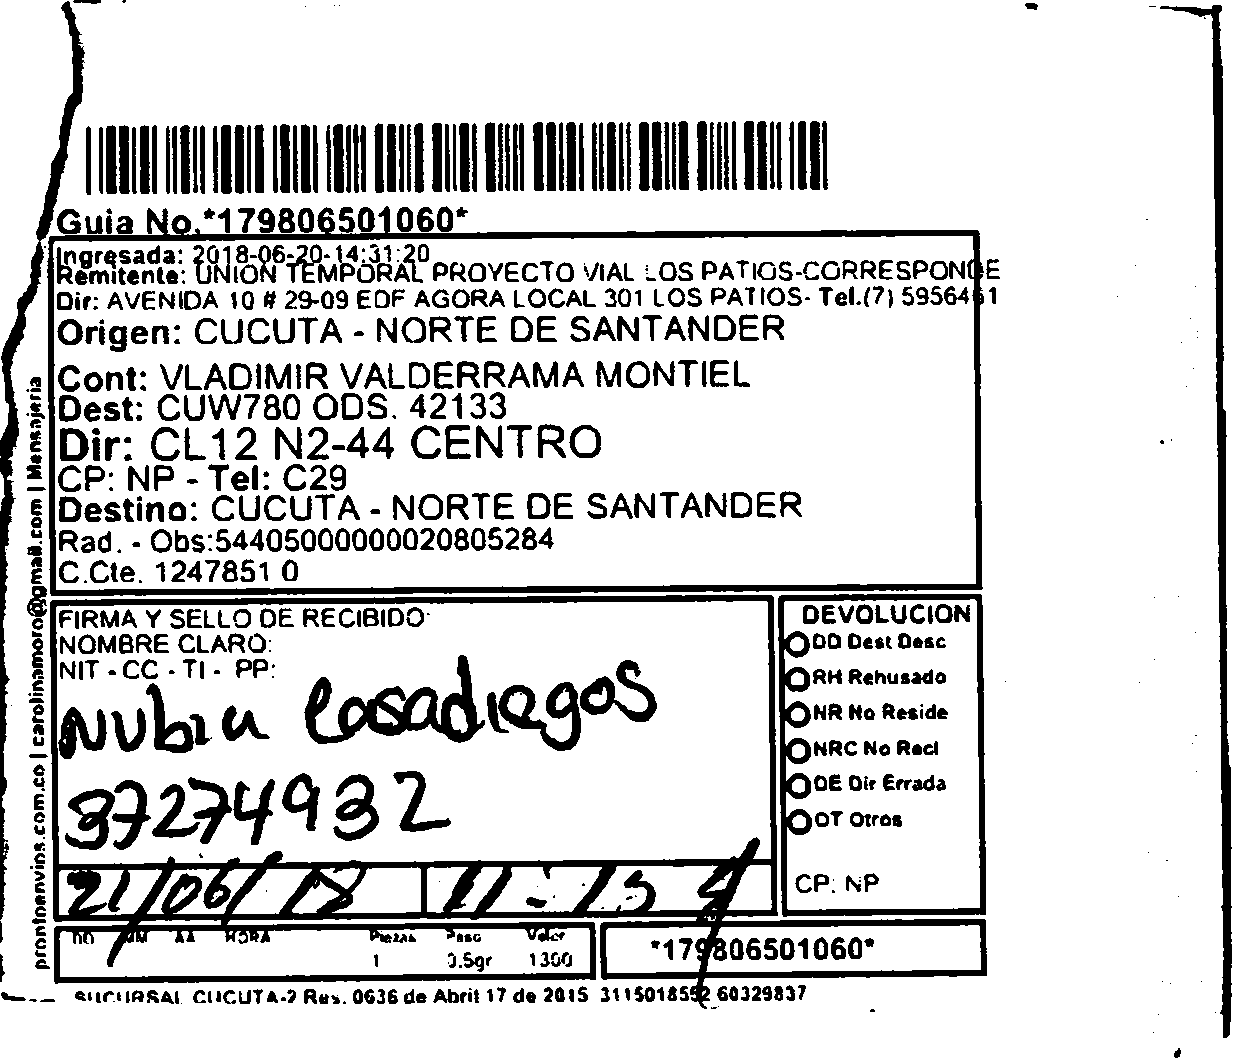 Guia No.*179806501060*
Ingresada: 2018-06-20-14:31:20
Remitente: UNION TEMPORAL PROYECTO VIAL LOS PATIOS-CORRESPONDE
Dir: AVENIDA 10 # 29-09 EDF AGORA LOCAL 301 LOS PATIOS- Tel.(7) 5956461
Origen: CUCUTA - NORTE DE SANTANDER
Cont: VLADIMIR VALDERRAMA MONTIEL
Dest: CUW780 ODS. 42133
Dir: CL12 N2-44 CENTRO
CP: NP - Tel: C29
Destino: CUCUTA - NORTE DE SANTANDER
Rad. - Obs:54405000000020805284
C.Cte. 1247851 0
prontoenvios.com.co | carolinamoro@gmail.com | Mensajeria
FIRMA Y SELLO DE RECIBIDO
NOMBRE CLARO:
NIT - CC - TI - PP:
Nubia Casadiegos
37274932
21/06/18 11-15
DD MM AA HORA Piezas Peso Valor
1 0.5gr 1300
DEVOLUCION
DD Dest Desc
RH Rehusado
NR No Reside
NRC No Recl
DE Dir Errada
OT Otros
CP: NP
*179806501060*
SUCURSAL CUCUTA-2 Res. 0636 de Abril 17 de 2015 3115018552 60329837